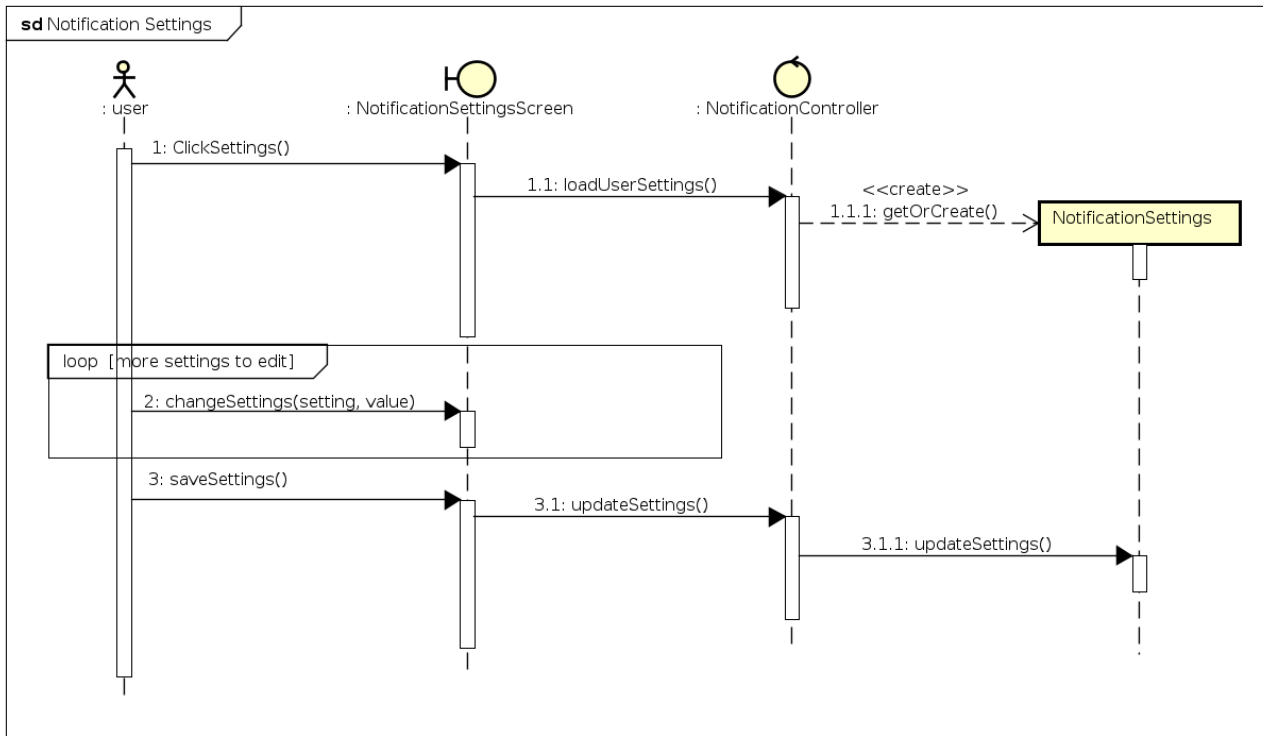 sd Notification Settings
: user
: NotificationSettingsScreen
: NotificationController
1: ClickSettings()
1.1: loadUserSettings()
<<create>>
1.1.1: getOrCreate()
NotificationSettings
loop [more settings to edit]
2: changeSettings(setting, value)
3: saveSettings()
3.1: updateSettings()
3.1.1: updateSettings()